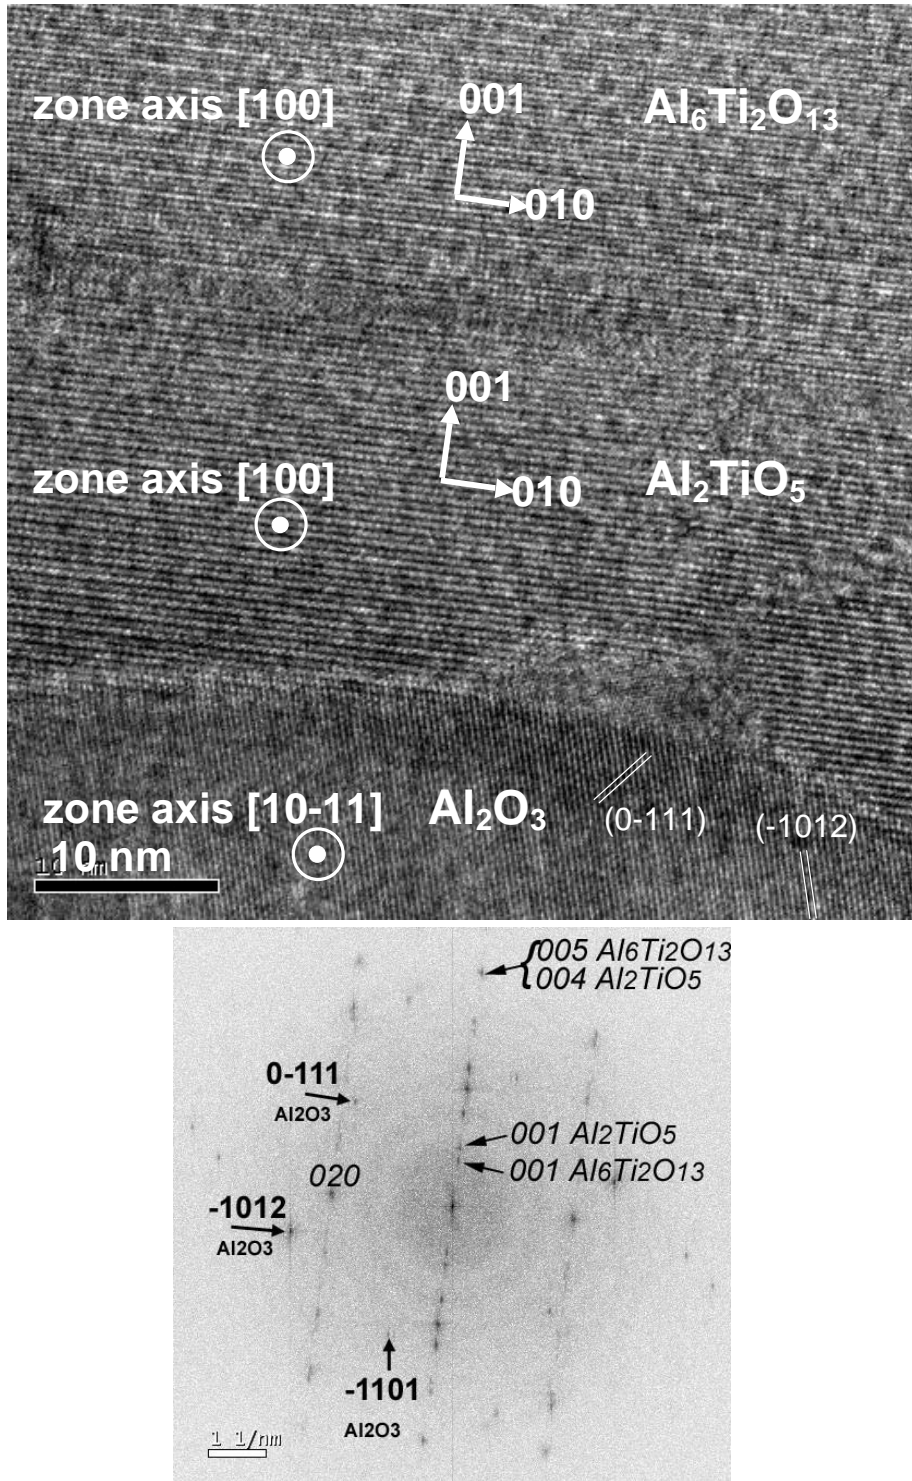 zone axis [100]
001
Al6Ti2O13
010
001
zone axis [100]
010
Al2TiO5
zone axis [10-11]
Al2O3
(0-111)
(-1012)
10 nm
005 Al6Ti2O13
004 Al2TiO5
0-111
Al2O3
001 Al2TiO5
020
001 Al6Ti2O13
-1012
Al2O3
-1101
Al2O3
1 1/nm